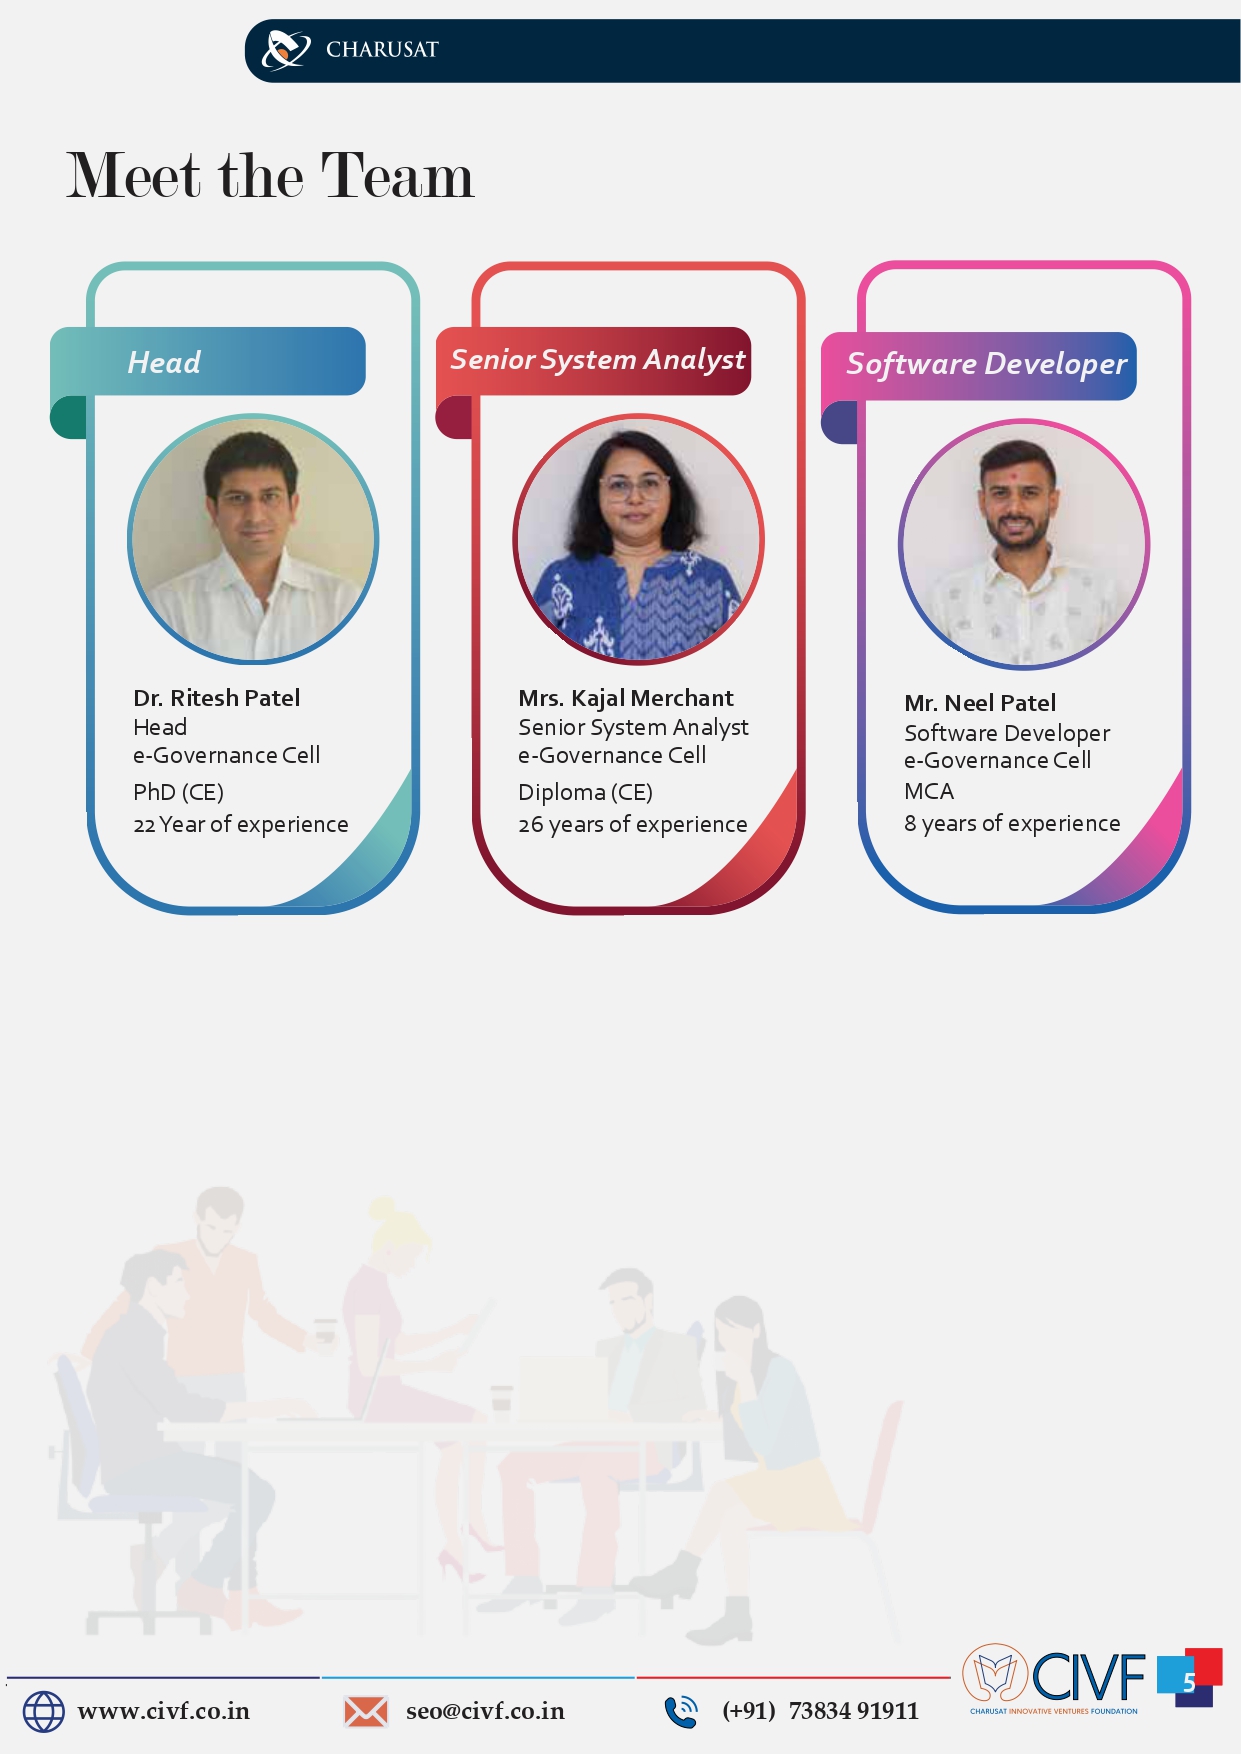 CHARUSAT
Meet the Team
Head
Dr. Ritesh Patel
Head
e-Governance Cell
PhD (CE)
22 Year of experience
Senior System Analyst
Mrs. Kajal Merchant
Senior System Analyst
e-Governance Cell
Diploma (CE)
26 years of experience
Software Developer
Mr. Neel Patel
Software Developer
e-Governance Cell
MCA
8 years of experience
www.civf.co.in
seo@civf.co.in
(+91) 73834 91911
CIVF
CHARUSAT INNOVATIVE VENTURES FOUNDATION
5